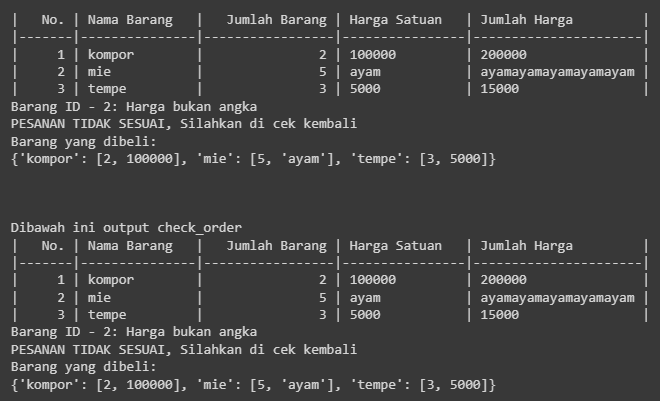 |   No. | Nama Barang   |   Jumlah Barang | Harga Satuan   | Jumlah Harga         |
|-------|---------------|-----------------|----------------|----------------------|
|     1 | kompor        |               2 | 100000         | 200000               |
|     2 | mie           |               5 | ayam           | ayamayamayamayamayam |
|     3 | tempe         |               3 | 5000           | 15000                |
Barang ID - 2: Harga bukan angka
PESANAN TIDAK SESUAI, Silahkan di cek kembali
Barang yang dibeli:
{'kompor': [2, 100000], 'mie': [5, 'ayam'], 'tempe': [3, 5000]}
Dibawah ini output check_order
|   No. | Nama Barang   |   Jumlah Barang | Harga Satuan   | Jumlah Harga         |
|-------|---------------|-----------------|----------------|----------------------|
|     1 | kompor        |               2 | 100000         | 200000               |
|     2 | mie           |               5 | ayam           | ayamayamayamayamayam |
|     3 | tempe         |               3 | 5000           | 15000                |
Barang ID - 2: Harga bukan angka
PESANAN TIDAK SESUAI, Silahkan di cek kembali
Barang yang dibeli:
{'kompor': [2, 100000], 'mie': [5, 'ayam'], 'tempe': [3, 5000]}